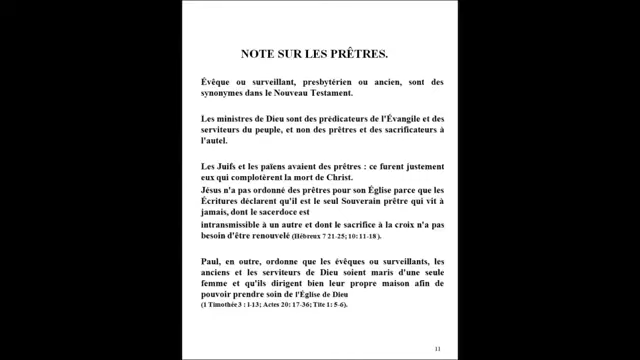 NOTE SUR LES PRÊTRES.
Évêque ou surveillant, presbytérien ou ancien, sont des
synonymes dans le Nouveau Testament.
Les ministres de Dieu sont des prédicateurs de l'Évangile et des
serviteurs du peuple, et non des prêtres et des sacrificateurs à
l'autel.
Les Juifs et les païens avaient des prêtres : ce furent justement
eux qui complotèrent la mort de Christ.
Jésus n'a pas ordonné des prêtres pour son Église parce que les
Écritures déclarent qu'il est le seul Souverain prêtre qui vit à
jamais, dont le sacerdoce est
intransmissible à un autre et dont le sacrifice à la croix n'a pas
besoin d'être renouvelé (Hébreux 7 21-25; 10: 11-18 ).
Paul, en outre, ordonne que les évêques ou surveillants, les
anciens et les serviteurs de Dieu soient maris d'une seule
femme et qu'ils dirigent bien leur propre maison afin de
pouvoir prendre soin de l'Église de Dieu
(1 Timothée 3 : 1-13; Actes 20: 17-36; Tite 1: 5-6).
11